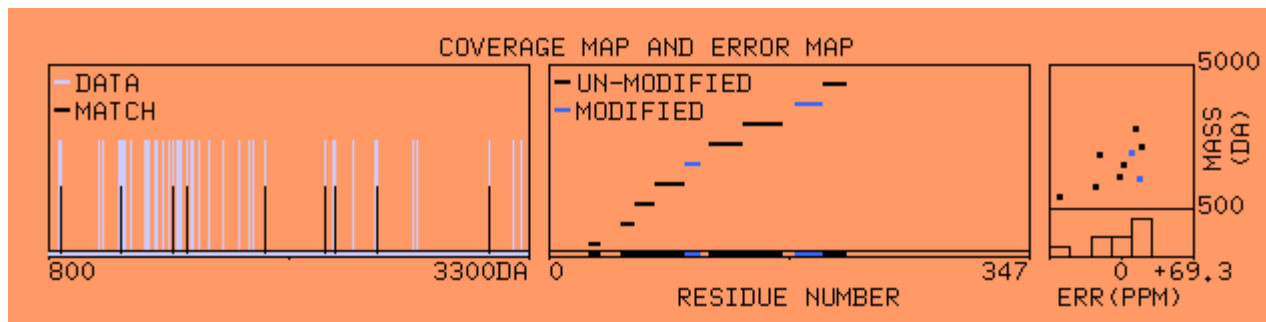 COVERAGE MAP AND ERROR MAP
DATA
MATCH
800 3300DA
UN-MODIFIED
MODIFIED
0 347
RESIDUE NUMBER
5000
MASS
(DA)
500
0 +69.3
ERR(PPM)